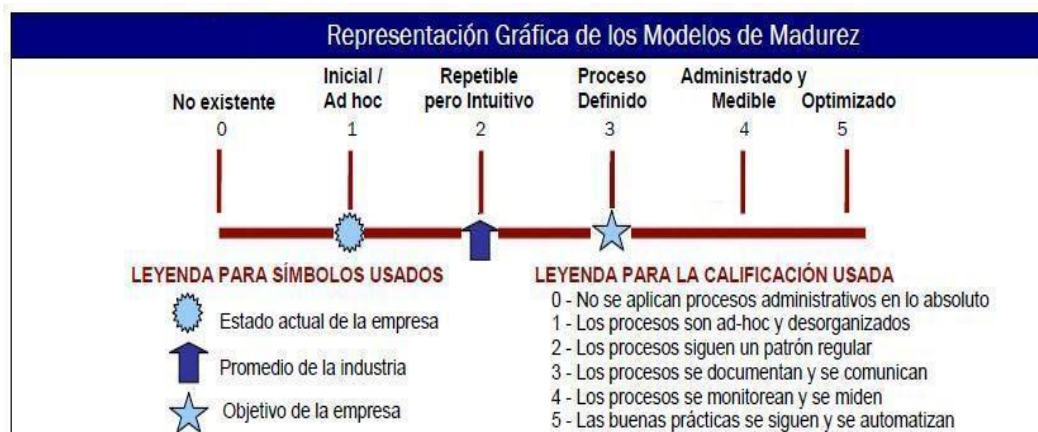 Representación Gráfica de los Modelos de Madurez
No existente
0
Inicial /
Ad hoc
1
Repetible
pero Intuitivo
2
Proceso
Definido
3
Administrado y
Medible
4
Optimizado
5
LEYENDA PARA SÍMBOLOS USADOS
Estado actual de la empresa
Promedio de la industria
Objetivo de la empresa
LEYENDA PARA LA CALIFICACIÓN USADA
0 - No se aplican procesos administrativos en lo absoluto
1 - Los procesos son ad-hoc y desorganizados
2 - Los procesos siguen un patrón regular
3 - Los procesos se documentan y se comunican
4 - Los procesos se monitorean y se miden
5 - Las buenas prácticas se siguen y se automatizan